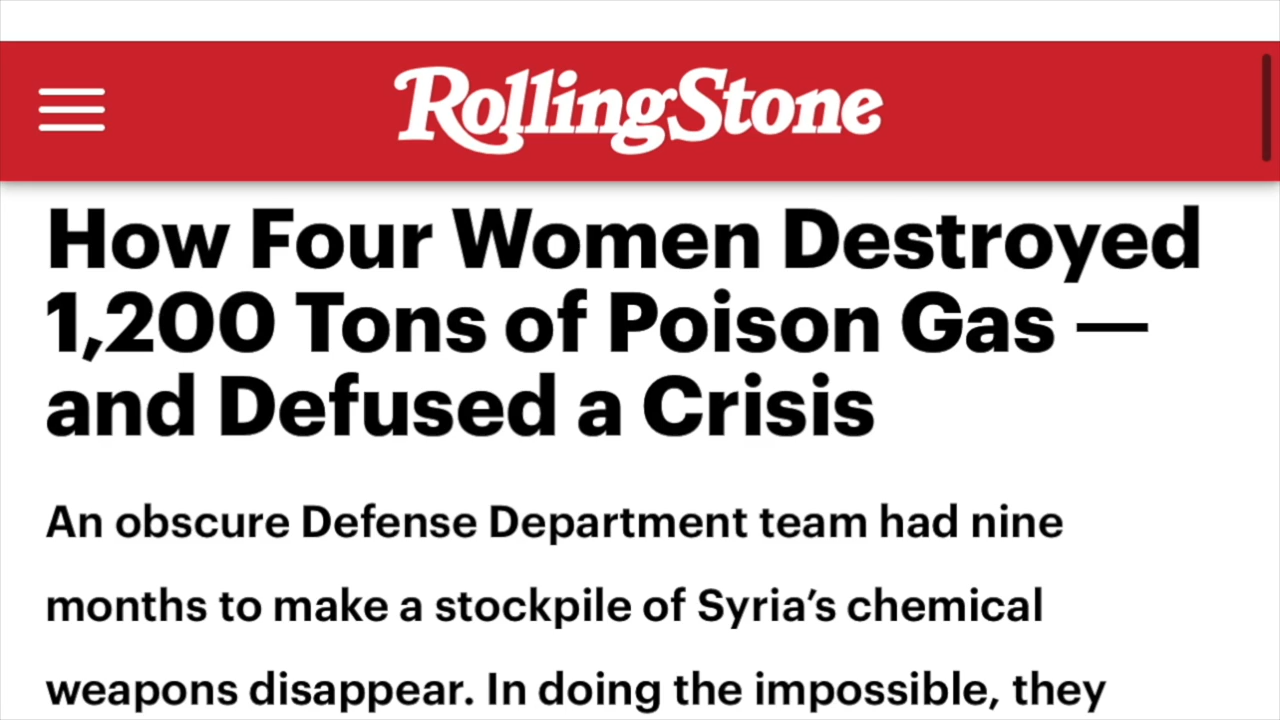 RollingStone
How Four Women Destroyed
1,200 Tons of Poison Gas —
and Defused a Crisis
An obscure Defense Department team had nine
months to make a stockpile of Syria’s chemical
weapons disappear. In doing the impossible, they